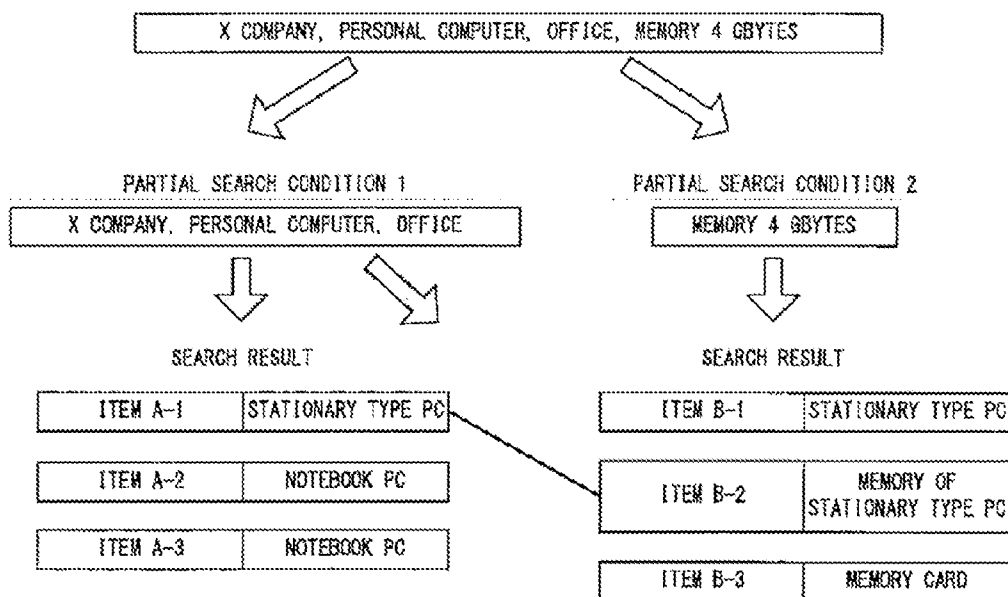 X COMPANY, PERSONAL COMPUTER, OFFICE, MEMORY 4 GBYTES
PARTIAL SEARCH CONDITION 1
X COMPANY, PERSONAL COMPUTER, OFFICE
SEARCH RESULT
ITEM A-1 STATIONARY TYPE PC
ITEM A-2 NOTEBOOK PC
ITEM A-3 NOTEBOOK PC
PARTIAL SEARCH CONDITION 2
MEMORY 4 GBYTES
SEARCH RESULT
ITEM B-1 STATIONARY TYPE PC
ITEM B-2 MEMORY OF
STATIONARY TYPE PC
ITEM B-3 MEMORY CARD